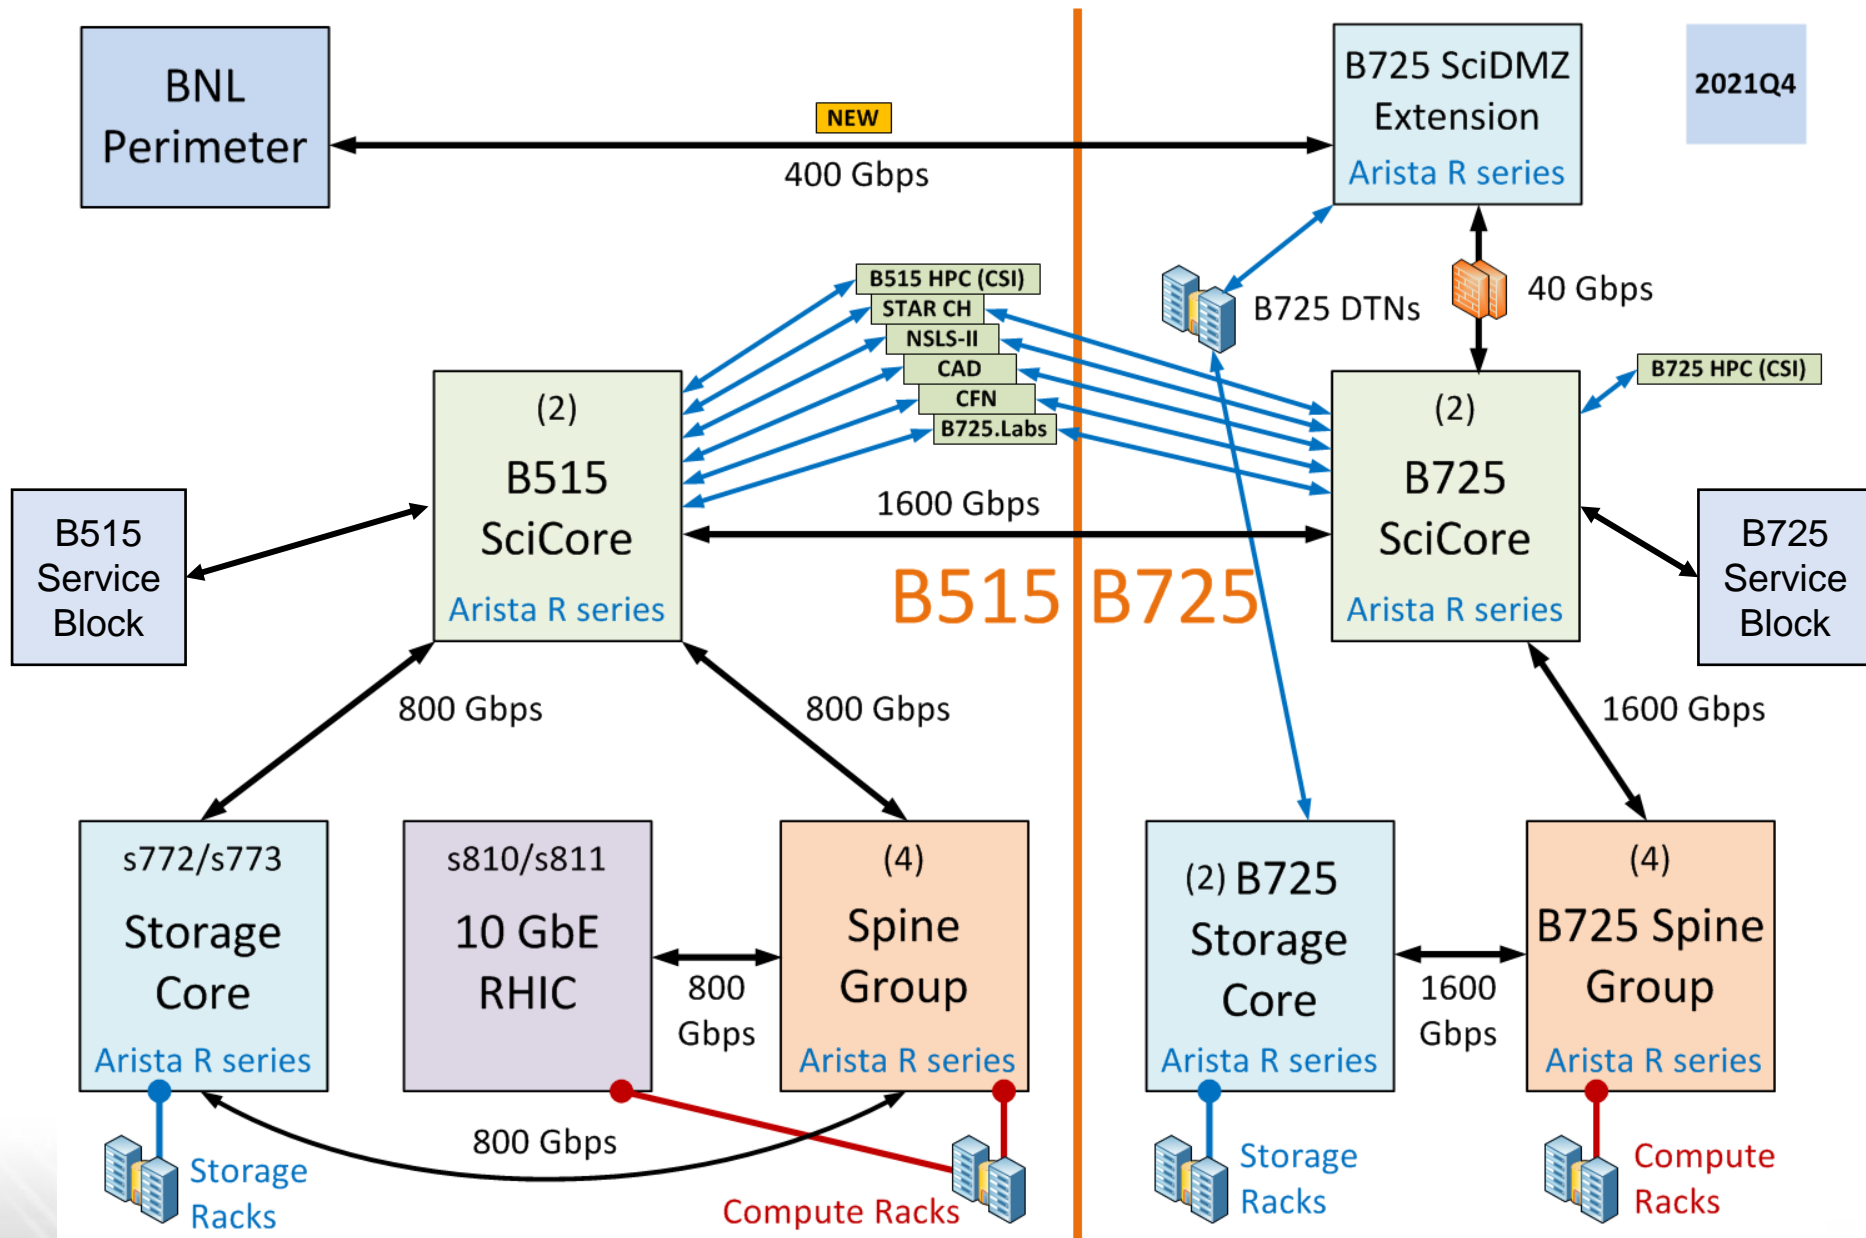 BNL
Perimeter
NEW
400 Gbps
B725 SciDMZ
Extension
Arista R series
2021Q4
B515 HPC (CSI)
STAR CH
NSLS-II
CAD
CFN
B725.Labs
B725 DTNs
40 Gbps
B725 HPC (CSI)
(2)
B515
SciCore
Arista R series
1600 Gbps
(2)
B725
SciCore
Arista R series
B515
Service
Block
B725
Service
Block
B515
B725
800 Gbps
800 Gbps
1600 Gbps
s772/s773
Storage
Core
Arista R series
s810/s811
10 GbE
RHIC
800
Gbps
(4)
Spine
Group
Arista R series
(2) B725
Storage
Core
Arista R series
1600
Gbps
(4)
B725 Spine
Group
Arista R series
800 Gbps
Storage
Racks
Compute Racks
Storage
Racks
Compute
Racks